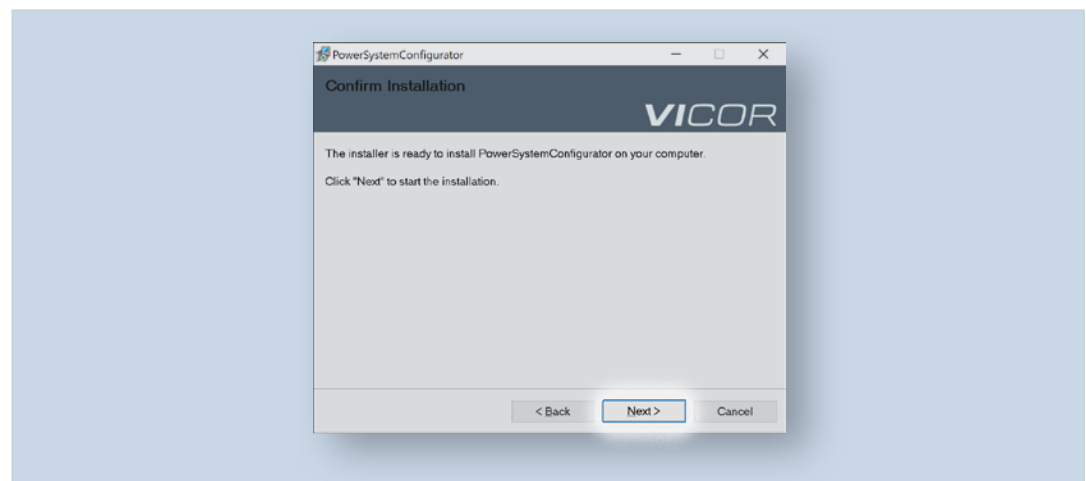 PowerSystemConfigurator
Confirm Installation
VICOR
The installer is ready to install PowerSystemConfigurator on your computer.
Click "Next" to start the installation.
< Back
Next >
Cancel